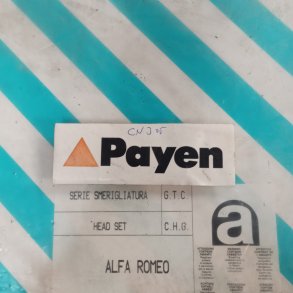 CNJ05
Payen
SERIE SMERIGLIATURA G.T.C.
HEAD SET C.H.G.
a
ALFA ROMEO